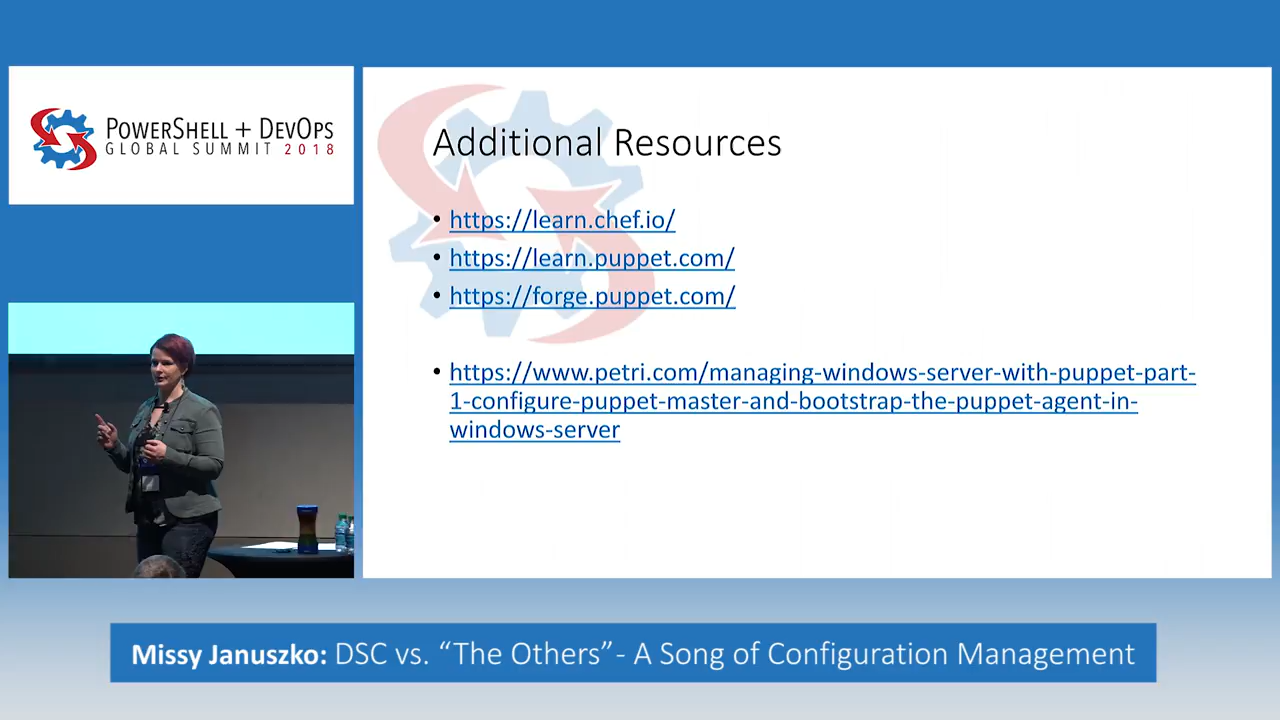 POWERSHELL + DEVOPS
GLOBAL SUMMIT 2018
Additional Resources
• https://learn.chef.io/
• https://learn.puppet.com/
• https://forge.puppet.com/
• https://www.petri.com/managing-windows-server-with-puppet-part-
1-configure-puppet-master-and-bootstrap-the-puppet-agent-in-
windows-server
Missy Januszko: DSC vs. “The Others”- A Song of Configuration Management